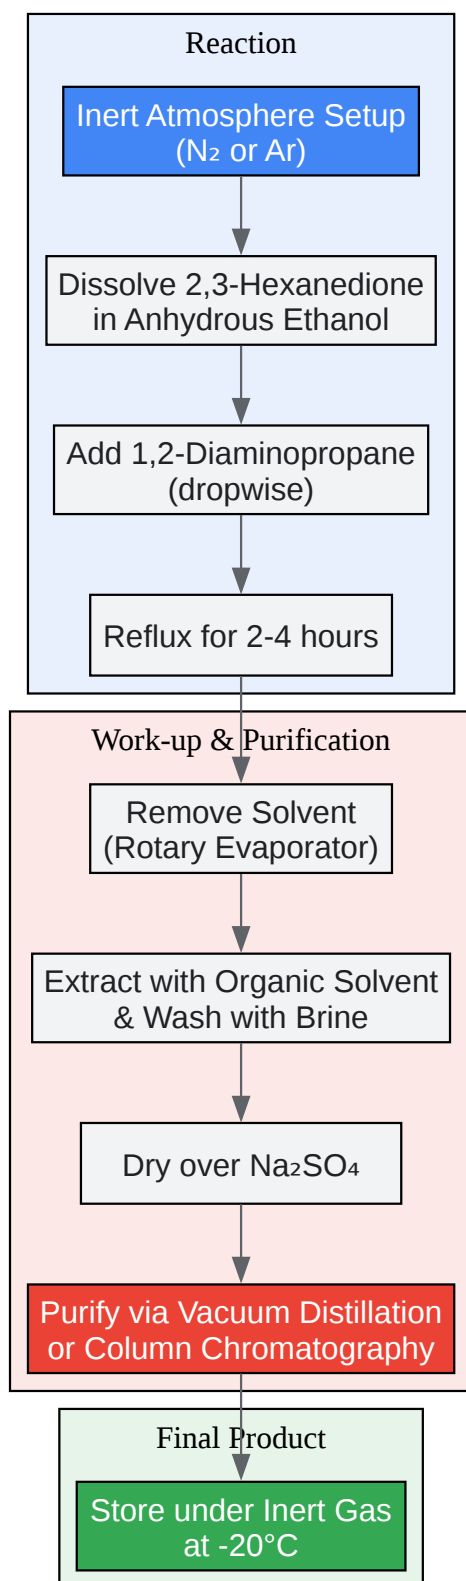 Reaction
Inert Atmosphere Setup
(N₂ or Ar)
Dissolve 2,3-Hexanedione
in Anhydrous Ethanol
Add 1,2-Diaminopropane
(dropwise)
Reflux for 2-4 hours
Work-up & Purification
Remove Solvent
(Rotary Evaporator)
Extract with Organic Solvent
& Wash with Brine
Dry over Na₂SO₄
Purify via Vacuum Distillation
or Column Chromatography
Final Product
Store under Inert Gas
at -20°C